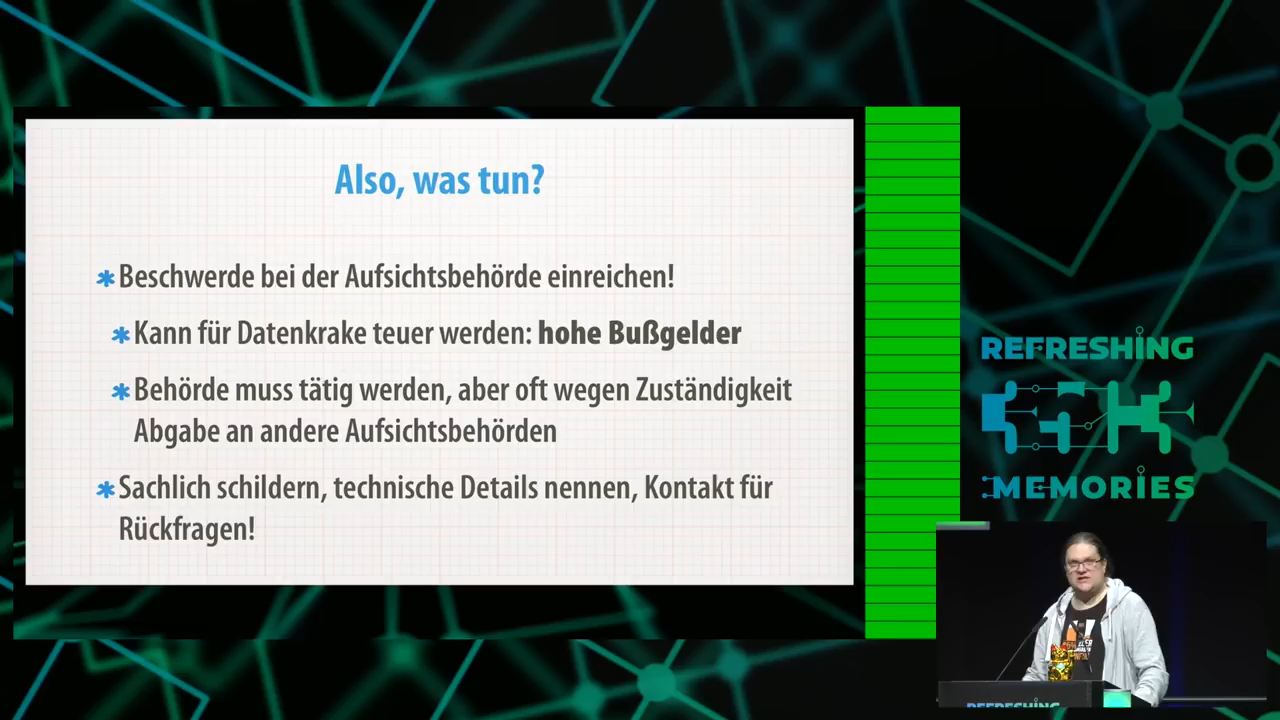 Also, was tun?
Beschwerde bei der Aufsichtsbehörde einreichen!
Kann für Datenkrake teuer werden: hohe Bußgelder
Behörde muss tätig werden, aber oft wegen Zuständigkeit
Abgabe an andere Aufsichtsbehörden
Sachlich schildern, technische Details nennen, Kontakt für
Rückfragen!
REFRESHING
MEMORIES
REFRESHING